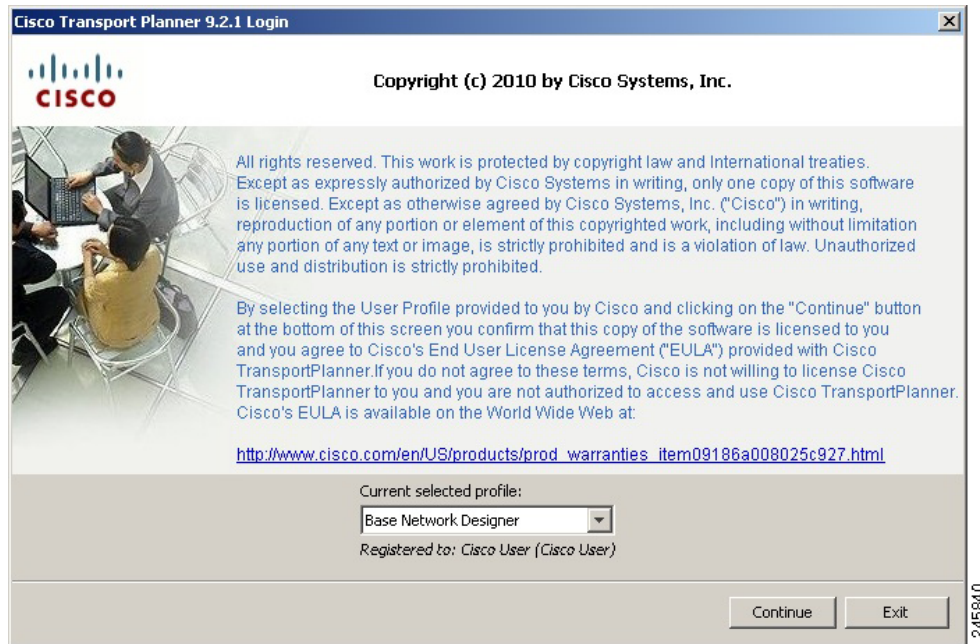 Cisco Transport Planner 9.2.1 Login
CISCO
Copyright (c) 2010 by Cisco Systems, Inc.
All rights reserved. This work is protected by copyright law and International treaties.
Except as expressly authorized by Cisco Systems in writing, only one copy of this software
is licensed. Except as otherwise agreed by Cisco Systems, Inc. ("Cisco") in writing,
reproduction of any portion or element of this copyrighted work, including without limitation
any portion of any text or image, is strictly prohibited and is a violation of law. Unauthorized
use and distribution is strictly prohibited.
By selecting the User Profile provided to you by Cisco and clicking on the "Continue" button
at the bottom of this screen you confirm that this copy of the software is licensed to you
and you agree to Cisco's End User License Agreement ("EULA") provided with Cisco
TransportPlanner.If you do not agree to these terms, Cisco is not willing to license Cisco
TransportPlanner to you and you are not authorized to access and use Cisco TransportPlanner.
Cisco's EULA is available on the World Wide Web at:
http://www.cisco.com/en/US/products/prod_warranties_item09186a008025c927.html
Current selected profile:
Base Network Designer
Registered to: Cisco User (Cisco User)
Continue
Exit
245840